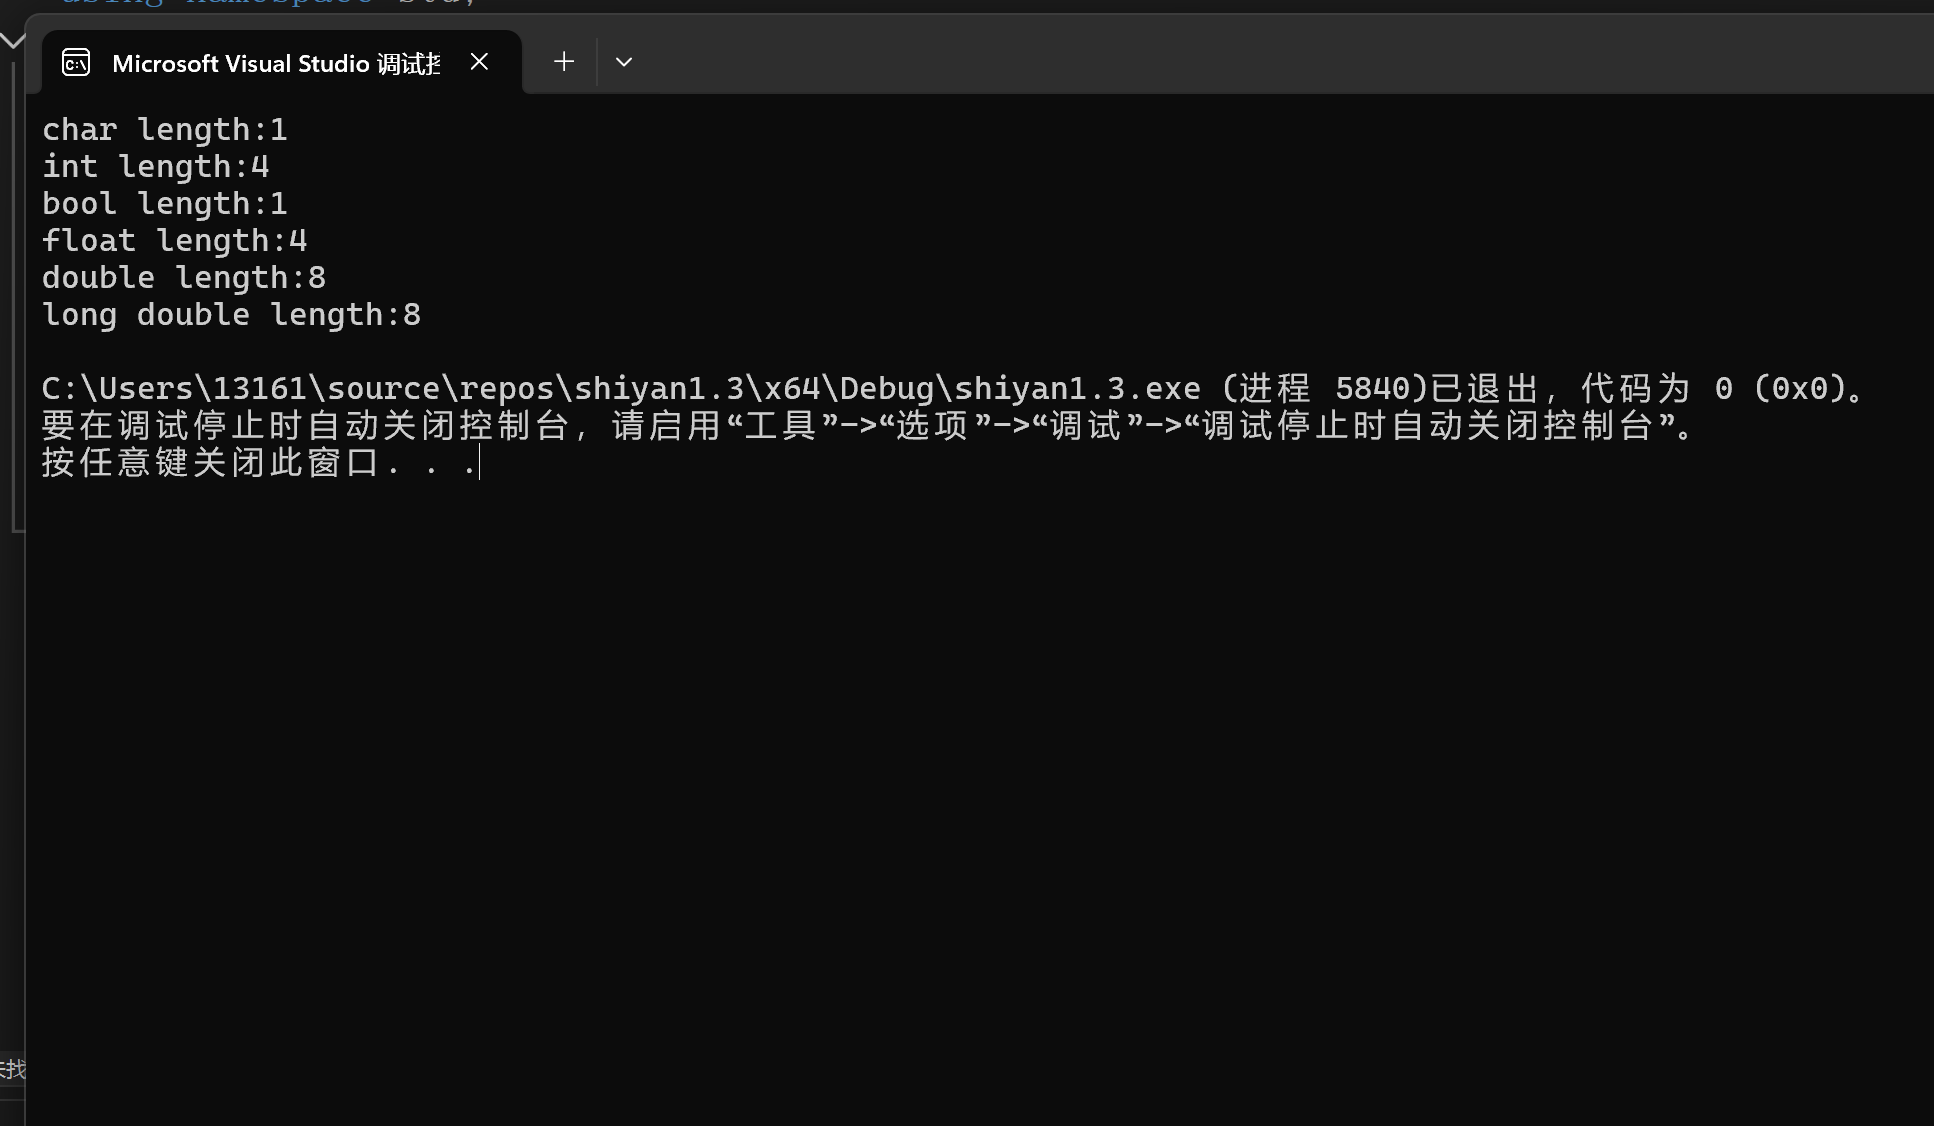 using namespace std;
Microsoft Visual Studio 调试
char length:1
int length:4
bool length:1
float length:4
double length:8
long double length:8
C:\Users\13161\source\repos\shiyan1.3\x64\Debug\shiyan1.3.exe (进程 5840)已退出，代码为 0 (0x0)。
要在调试停止时自动关闭控制台，请启用“工具”->“选项”->“调试”->“调试停止时自动关闭控制台”。
按任意键关闭此窗口. . .
找